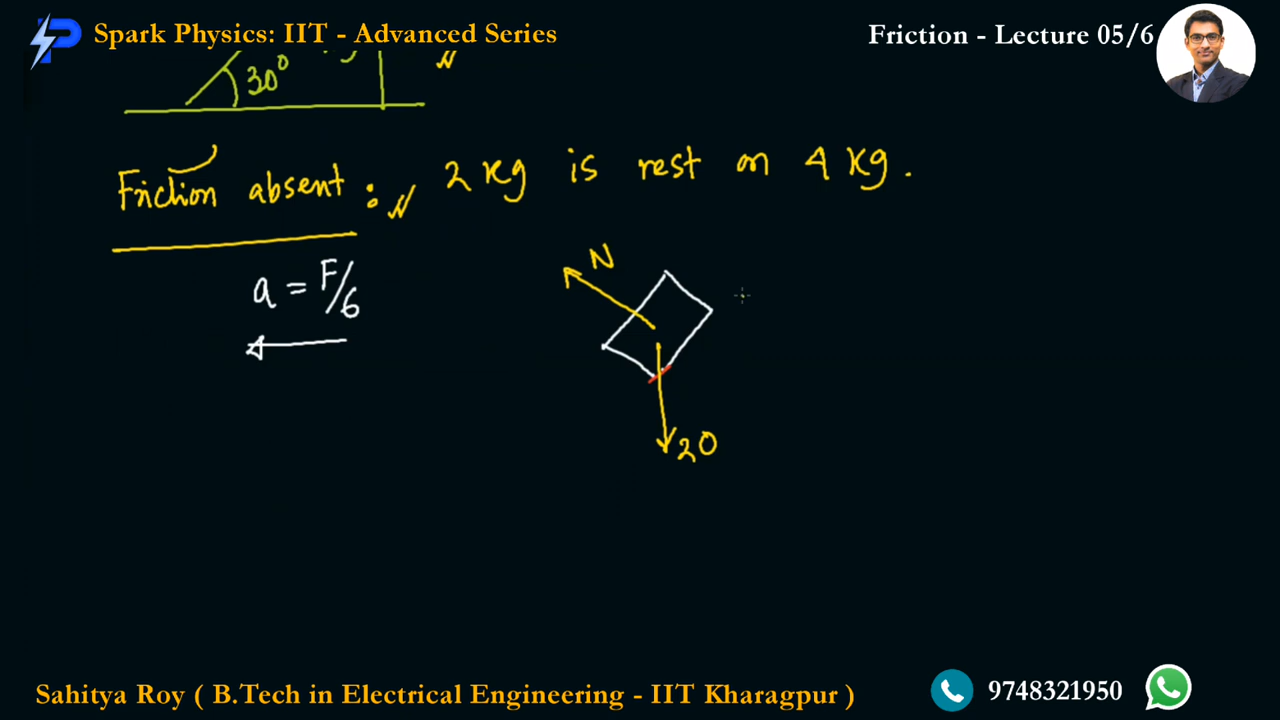 Spark Physics: IIT - Advanced Series
Friction - Lecture 05/6
30⁰
Friction absent : 2 kg is rest on 4 kg.
a = F/6
N
20
Sahitya Roy ( B.Tech in Electrical Engineering - IIT Kharagpur )
9748321950